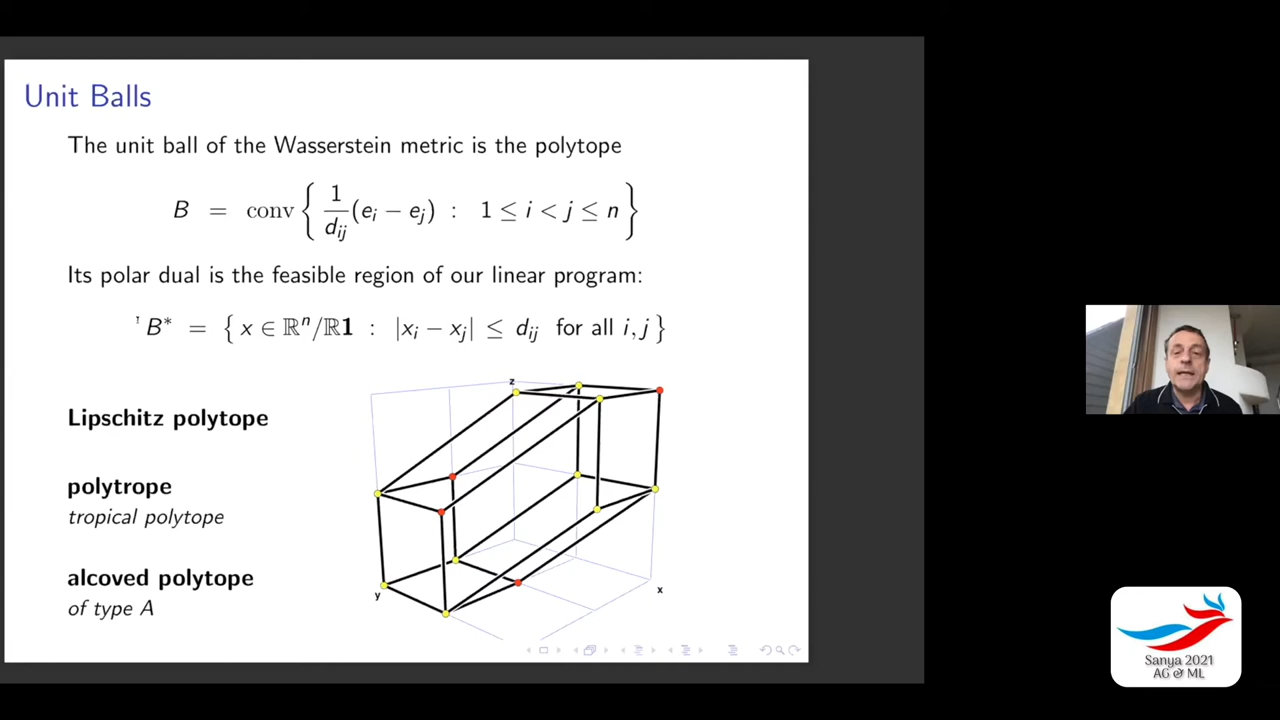 Unit Balls
The unit ball of the Wasserstein metric is the polytope
B = conv { 1/d_ij (e_i − e_j) : 1 ≤ i < j ≤ n }
Its polar dual is the feasible region of our linear program:
B* = { x ∈ ℝⁿ/ℝ𝟏 : |x_i − x_j| ≤ d_ij for all i, j }
Lipschitz polytope
polytrope
tropical polytope
alcoved polytope
of type A
z
y
x
Sanya 2021
AG & ML